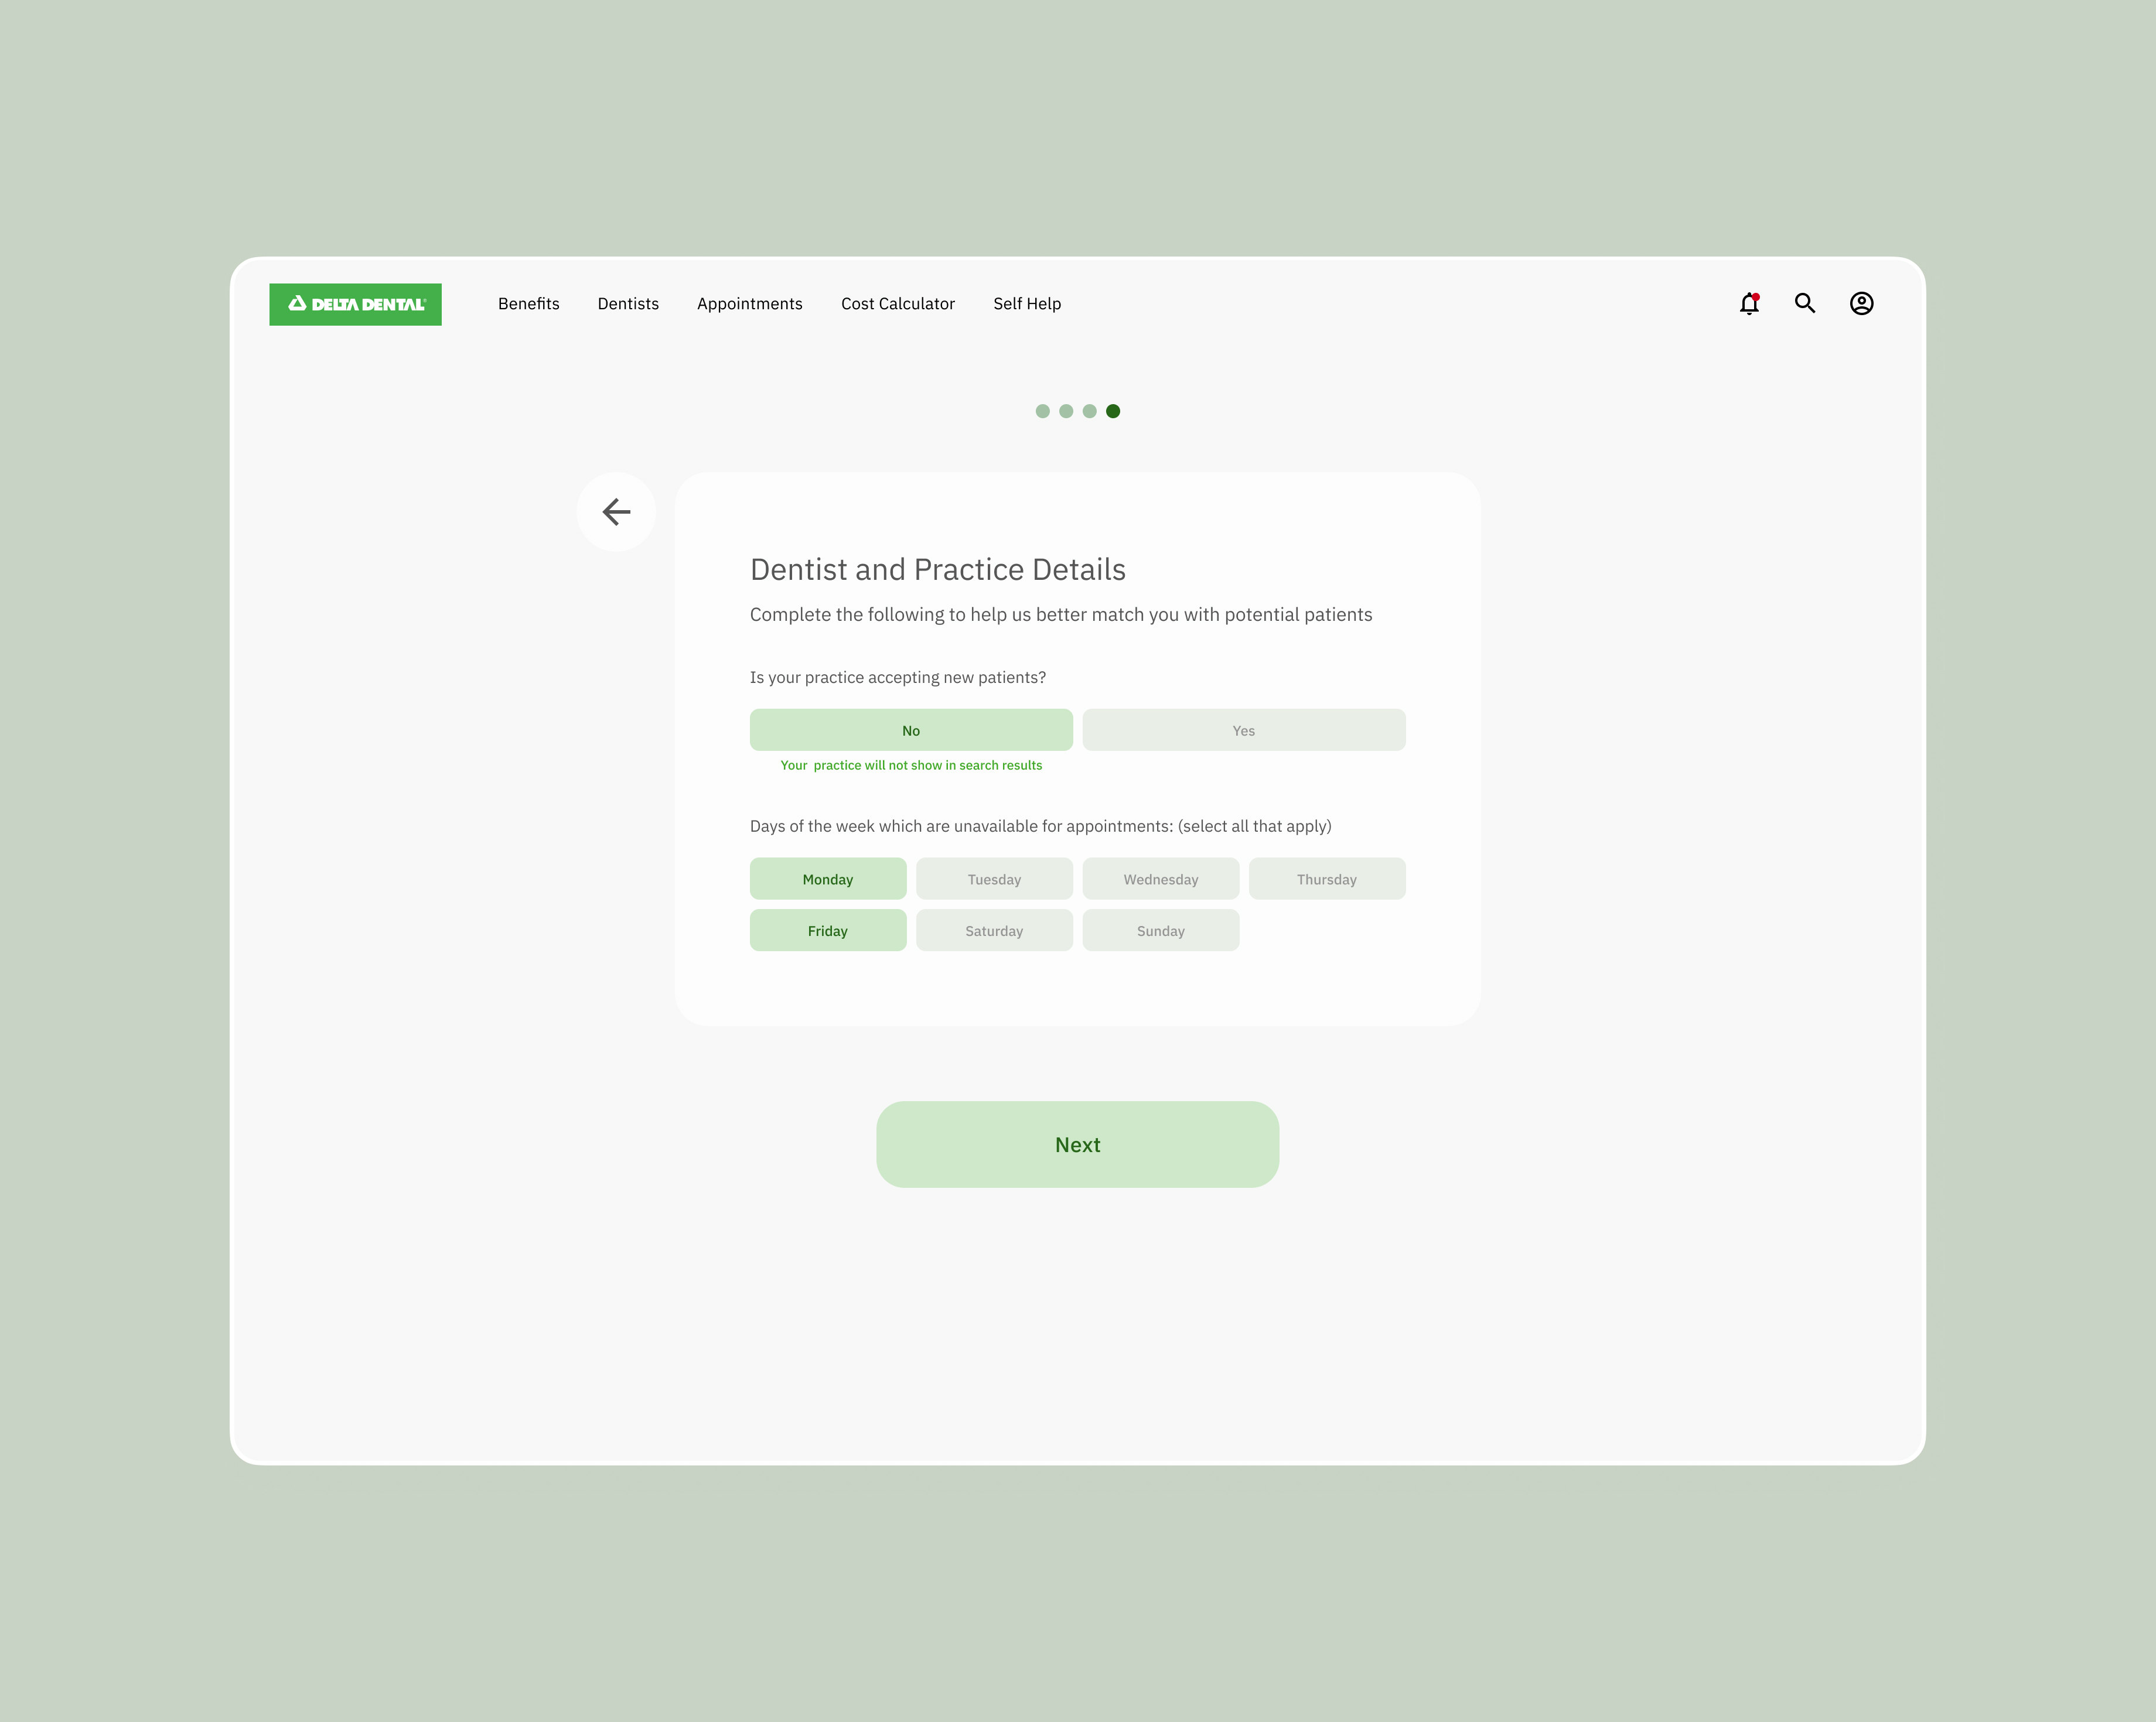 DELTA DENTAL®
Benefits Dentists Appointments Cost Calculator Self Help
Dentist and Practice Details
Complete the following to help us better match you with potential patients
Is your practice accepting new patients?
No Yes
Your  practice will not show in search results
Days of the week which are unavailable for appointments: (select all that apply)
Monday Tuesday Wednesday Thursday
Friday Saturday Sunday
Next